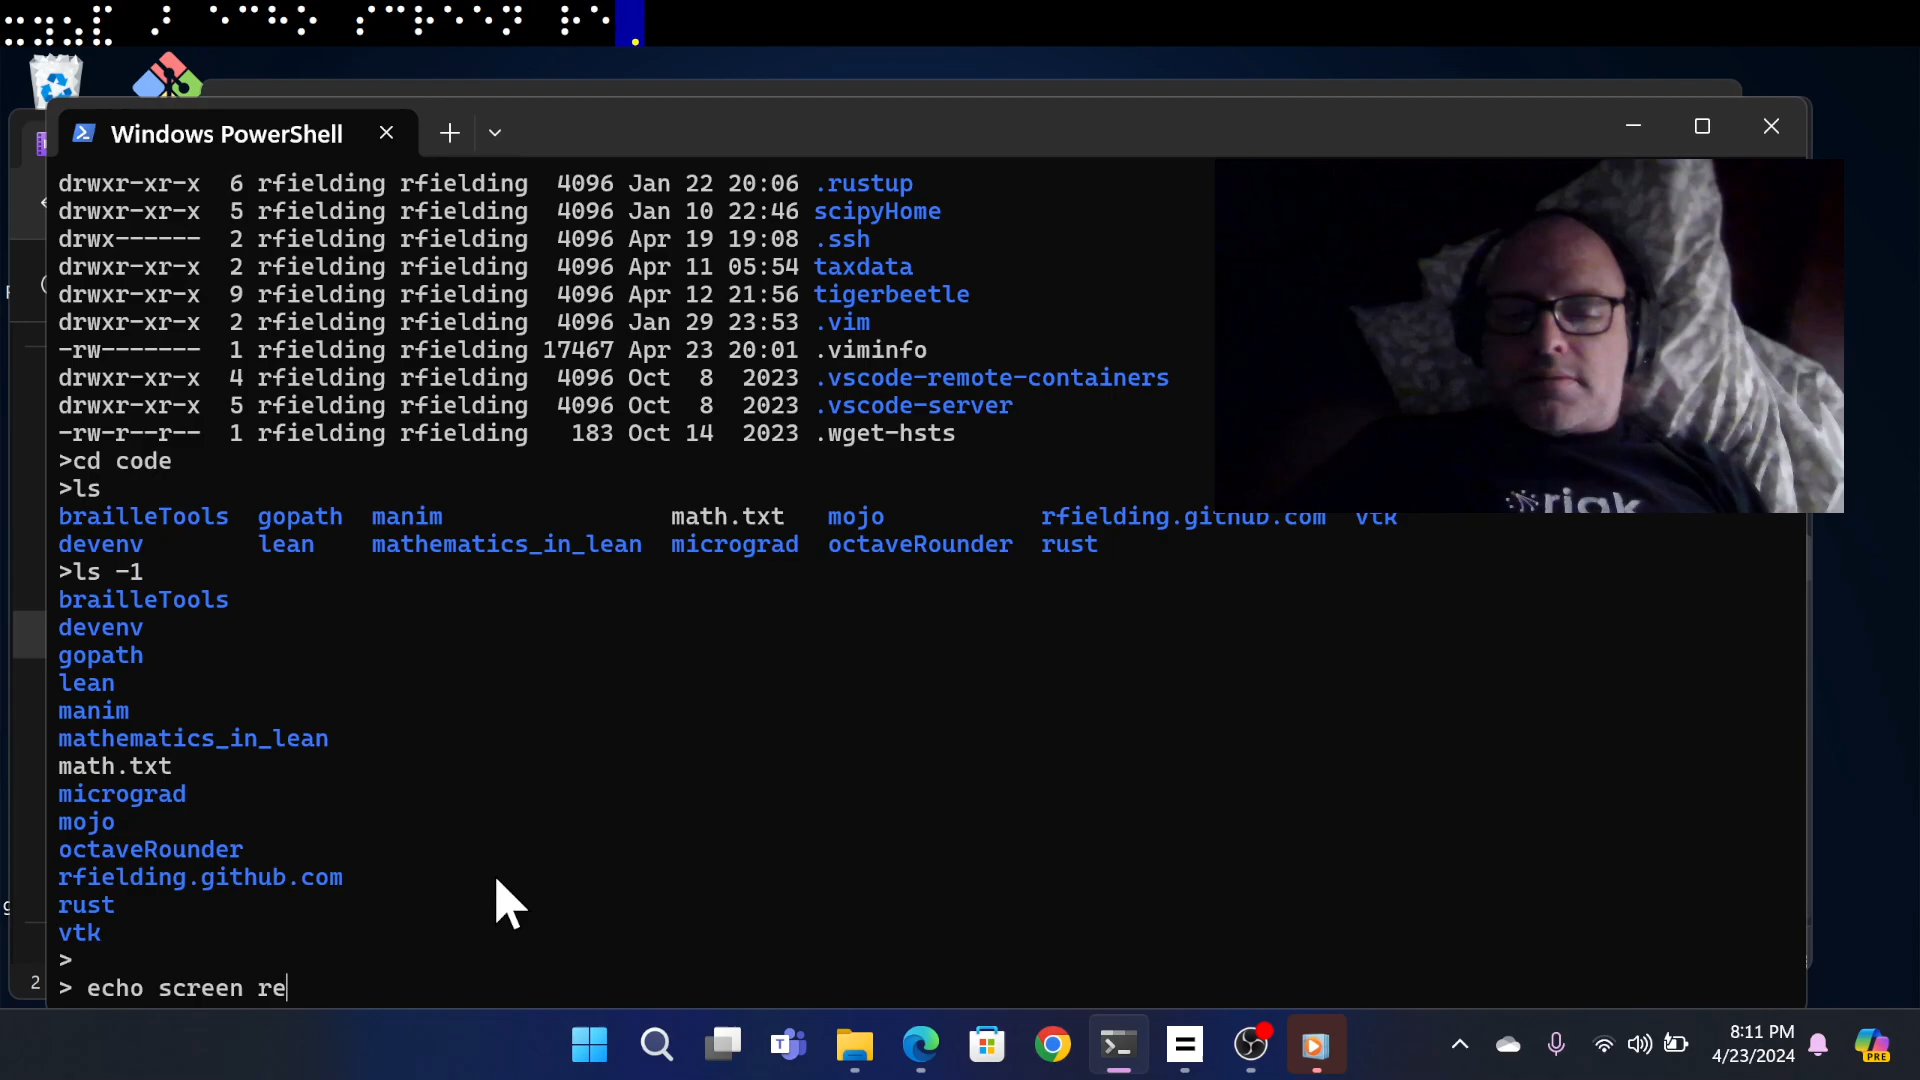 Windows PowerShell
drwxr-xr-x 6 rfielding rfielding 4096 Jan 22 20:06 .rustup
drwxr-xr-x 5 rfielding rfielding 4096 Jan 10 22:46 scipyHome
drwx------ 2 rfielding rfielding 4096 Apr 19 19:08 .ssh
drwxr-xr-x 2 rfielding rfielding 4096 Apr 11 05:54 taxdata
drwxr-xr-x 9 rfielding rfielding 4096 Apr 12 21:56 tigerbeetle
drwxr-xr-x 2 rfielding rfielding 4096 Jan 29 23:53 .vim
-rw------- 1 rfielding rfielding 17467 Apr 23 20:01 .viminfo
drwxr-xr-x 4 rfielding rfielding 4096 Oct 8 2023 .vscode-remote-containers
drwxr-xr-x 5 rfielding rfielding 4096 Oct 8 2023 .vscode-server
-rw-r--r-- 1 rfielding rfielding 183 Oct 14 2023 .wget-hsts
>cd code
>ls
brailleTools gopath manim math.txt mojo rfielding.github.com vtk
devenv lean mathematics_in_lean micrograd octaveRounder rust
>ls -1
brailleTools
devenv
gopath
lean
manim
mathematics_in_lean
math.txt
micrograd
mojo
octaveRounder
rfielding.github.com
rust
vtk
>
> echo screen re
riak
2
8:11 PM
4/23/2024
PRE